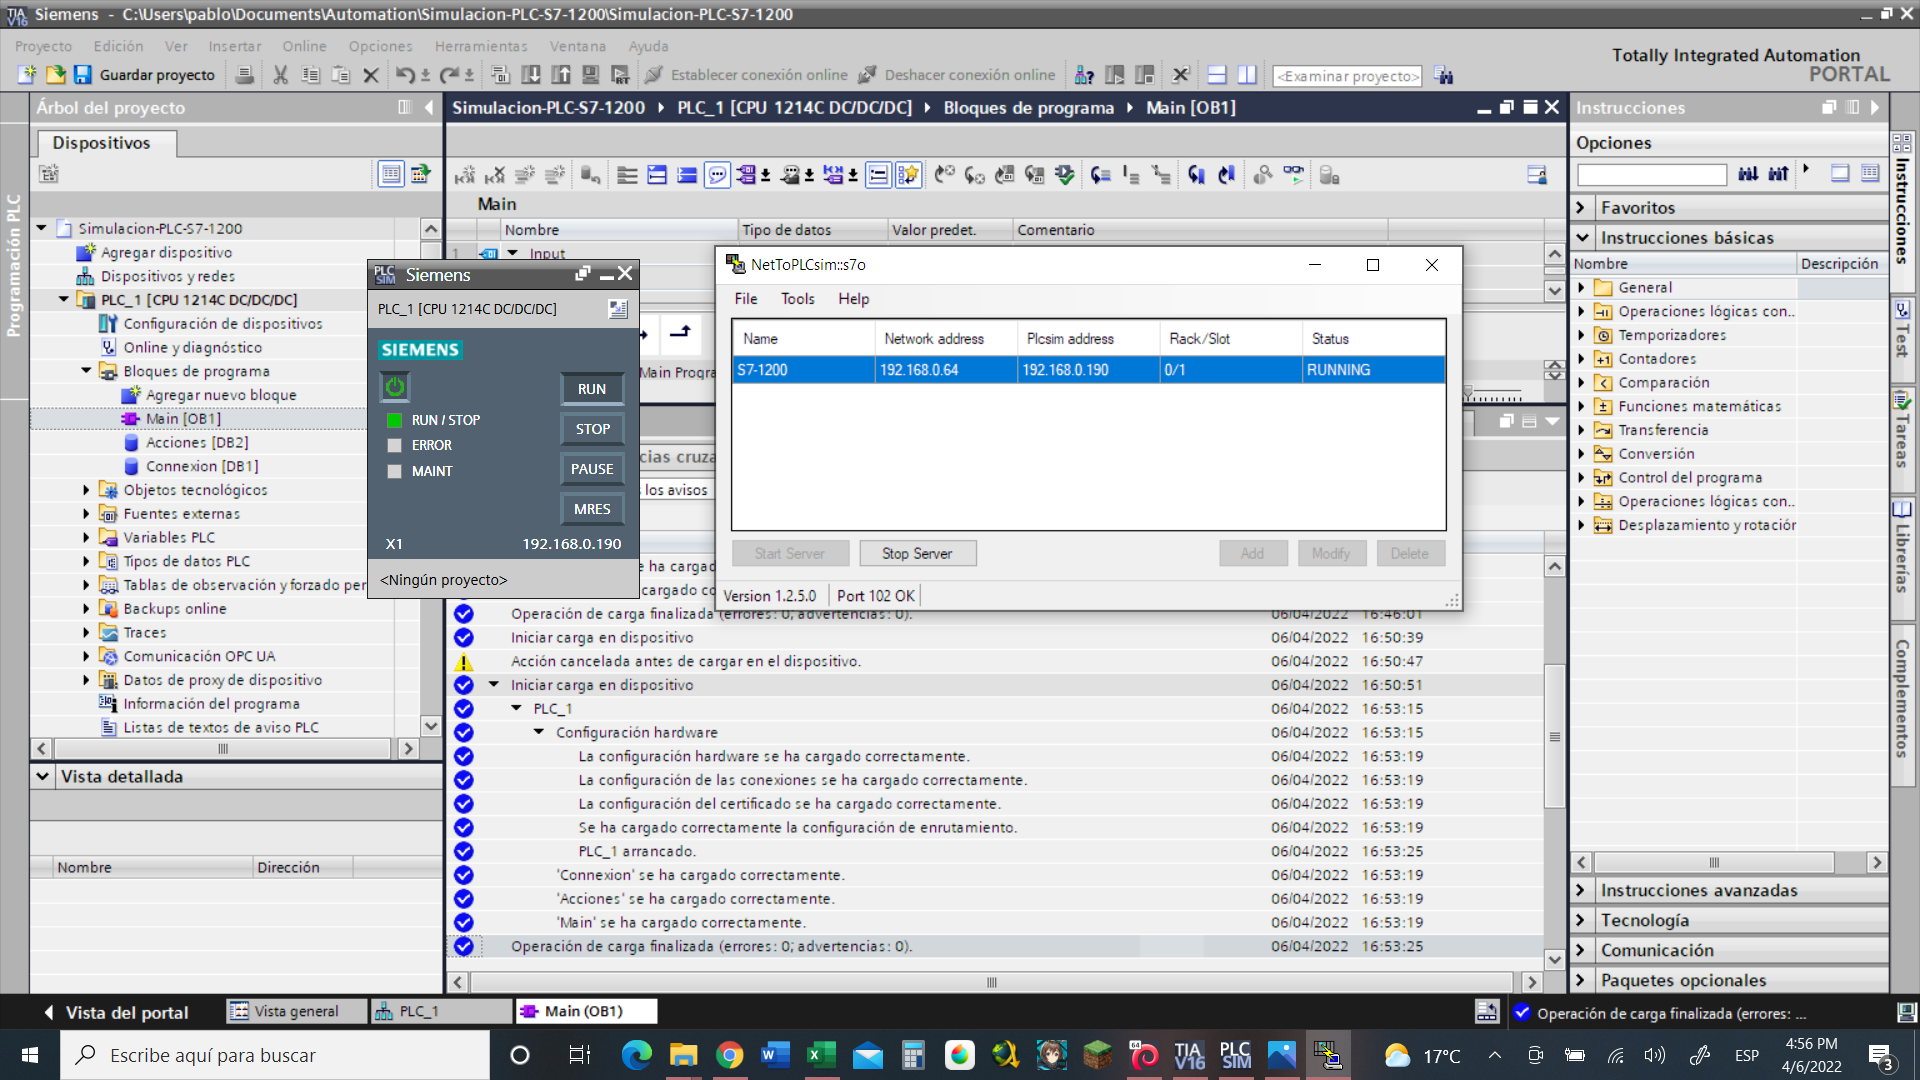 Siemens - C:\Users\pablo\Documents\Automation\Simulacion-PLC-S7-1200\Simulacion-PLC-S7-1200
Proyecto Edición Ver Insertar Online Opciones Herramientas Ventana Ayuda
Totally Integrated Automation
PORTAL
Guardar proyecto
Establecer conexión online
Deshacer conexión online
<Examinar proyecto>
Árbol del proyecto
Simulacion-PLC-S7-1200 PLC_1 [CPU 1214C DC/DC/DC] Bloques de programa Main [OB1]
Instrucciones
Dispositivos
Opciones
Programación PLC
Simulacion-PLC-S7-1200
Agregar dispositivo
Dispositivos y redes
PLC_1 [CPU 1214C DC/DC/DC]
Configuración de dispositivos
Online y diagnóstico
Bloques de programa
Agregar nuevo bloque
Main [OB1]
Acciones [DB2]
Connexion [DB1]
Objetos tecnológicos
Fuentes externas
Variables PLC
Tipos de datos PLC
Tablas de observación y forzado per
Backups online
Traces
Comunicación OPC UA
Datos de proxy de dispositivo
Información del programa
Listas de textos de aviso PLC
Vista detallada
Nombre Dirección
Main
Nombre Tipo de datos Valor predet. Comentario
1 Input
PLC SIM Siemens
PLC_1 [CPU 1214C DC/DC/DC]
SIEMENS
RUN
RUN / STOP
STOP
ERROR
MAINT
PAUSE
MRES
X1 192.168.0.190
<Ningún proyecto>
NetToPLCsim::s7o
File Tools Help
Name Network address Plcsim address Rack/Slot Status
S7-1200 192.168.0.64 192.168.0.190 0/1 RUNNING
Start Server Stop Server Add Modify Delete
Version 1.2.5.0 Port 102 OK
Main Progra
cias cruza
los avisos
e ha cargad
cargado co
Operación de carga finalizada (errores: 0; advertencias: 0). 06/04/2022 16:46:01
Iniciar carga en dispositivo 06/04/2022 16:50:39
Acción cancelada antes de cargar en el dispositivo. 06/04/2022 16:50:47
Iniciar carga en dispositivo 06/04/2022 16:50:51
PLC_1 06/04/2022 16:53:15
Configuración hardware 06/04/2022 16:53:15
La configuración hardware se ha cargado correctamente. 06/04/2022 16:53:19
La configuración de las conexiones se ha cargado correctamente. 06/04/2022 16:53:19
La configuración del certificado se ha cargado correctamente. 06/04/2022 16:53:19
Se ha cargado correctamente la configuración de enrutamiento. 06/04/2022 16:53:19
PLC_1 arrancado. 06/04/2022 16:53:25
'Connexion' se ha cargado correctamente. 06/04/2022 16:53:19
'Acciones' se ha cargado correctamente. 06/04/2022 16:53:19
'Main' se ha cargado correctamente. 06/04/2022 16:53:19
Operación de carga finalizada (errores: 0; advertencias: 0). 06/04/2022 16:53:25
Favoritos
Instrucciones básicas
Nombre Descripción
General
Operaciones lógicas con..
Temporizadores
Contadores
Comparación
Funciones matemáticas
Transferencia
Conversión
Control del programa
Operaciones lógicas con..
Desplazamiento y rotación
Instrucciones avanzadas
Tecnología
Comunicación
Paquetes opcionales
Instrucciones
Test
Tareas
Librerías
Complementos
Vista del portal Vista general PLC_1 Main (OB1)
Operación de carga finalizada (errores: ...
Escribe aquí para buscar
TIA V16
PLC SIM
17°C
ESP
4:56 PM
4/6/2022
3